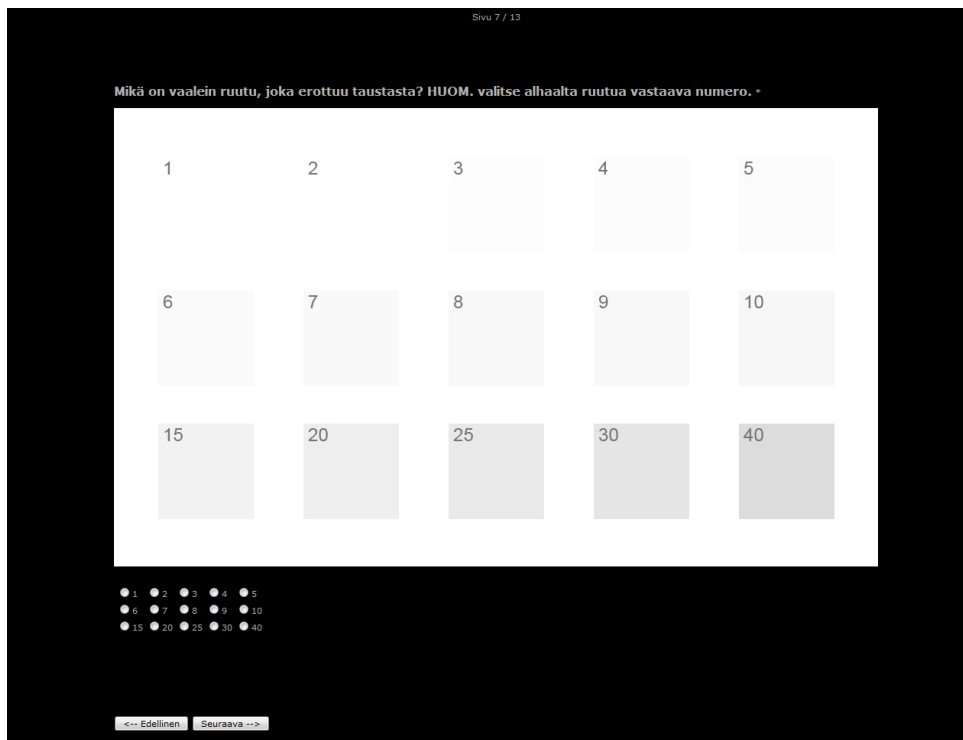 Sivu 7 / 13
Mikä on vaalein ruutu, joka erottuu taustasta? HUOM. valitse alhaalta ruutua vastaava numero. *
1 2 3 4 5
6 7 8 9 10
15 20 25 30 40
1 2 3 4 5
6 7 8 9 10
15 20 25 30 40
<-- Edellinen Seuraava -->